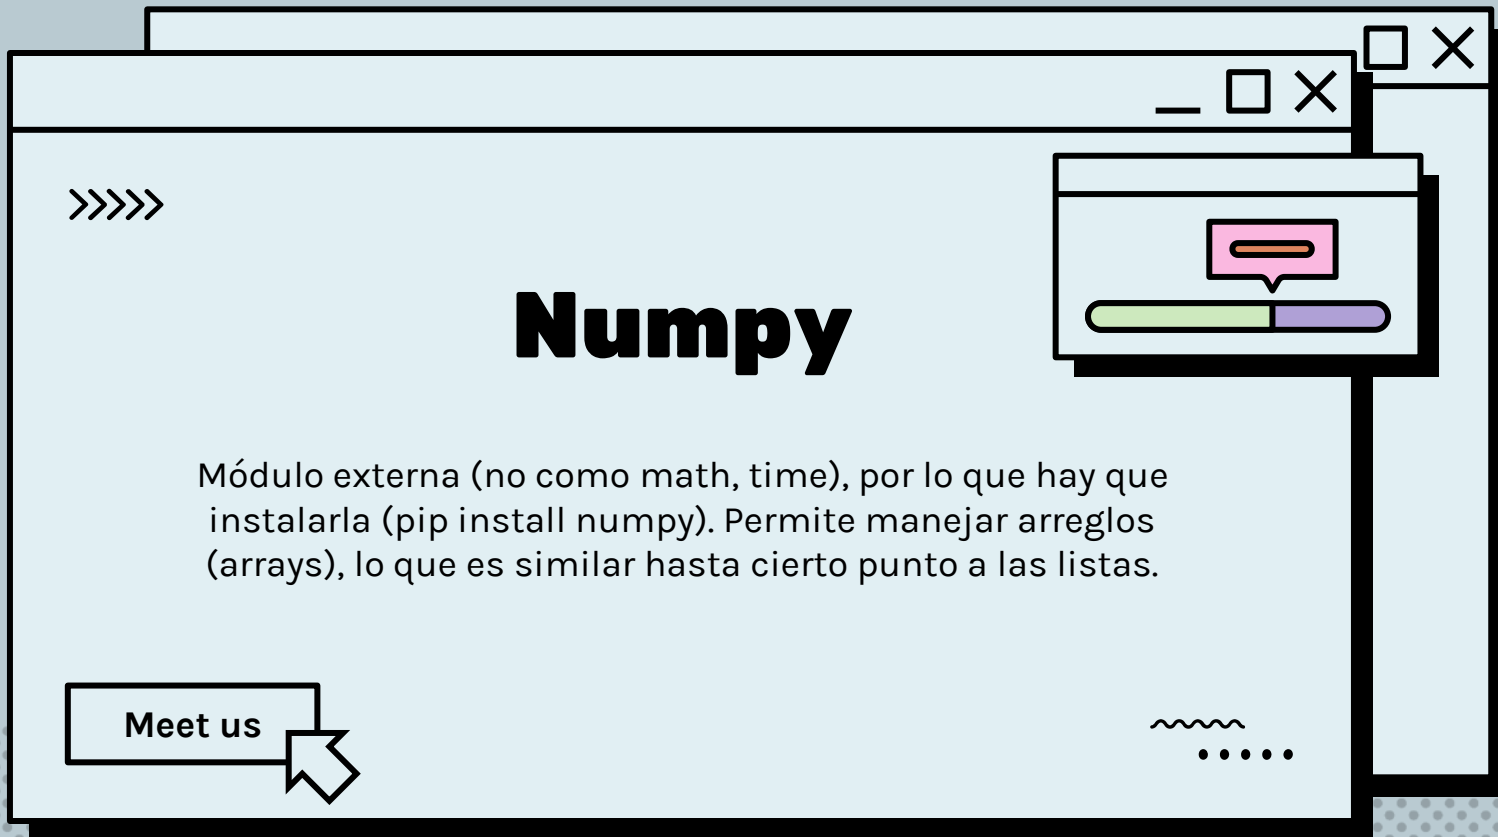 Numpy
Módulo externa (no como math, time), por lo que hay que
instalarla (pip install numpy). Permite manejar arreglos
(arrays), lo que es similar hasta cierto punto a las listas.
Meet us